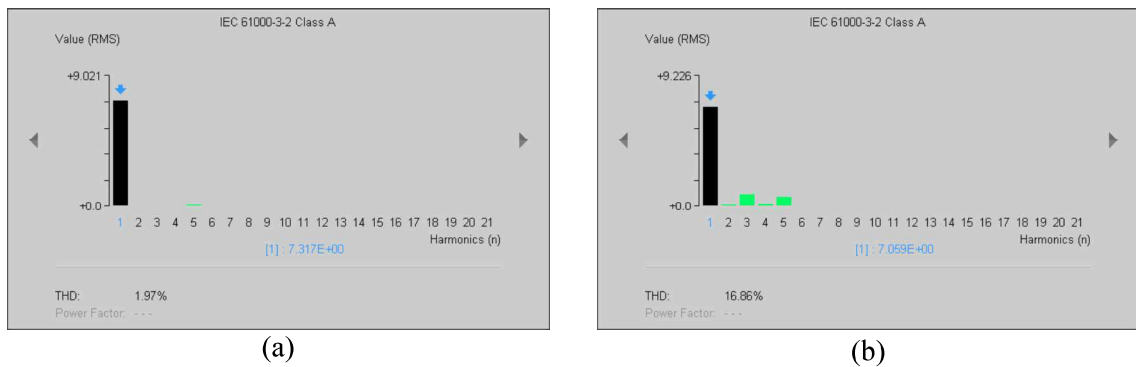 IEC 61000-3-2 Class A
Value (RMS)
+9.021
+0.0
1 2 3 4 5 6 7 8 9 10 11 12 13 14 15 16 17 18 19 20 21
Harmonics (n)
[1] : 7.317E+00
THD: 1.97%
Power Factor: - - -
(a)
IEC 61000-3-2 Class A
Value (RMS)
+9.226
+0.0
1 2 3 4 5 6 7 8 9 10 11 12 13 14 15 16 17 18 19 20 21
Harmonics (n)
[1] : 7.059E+00
THD: 16.86%
Power Factor: - - -
(b)